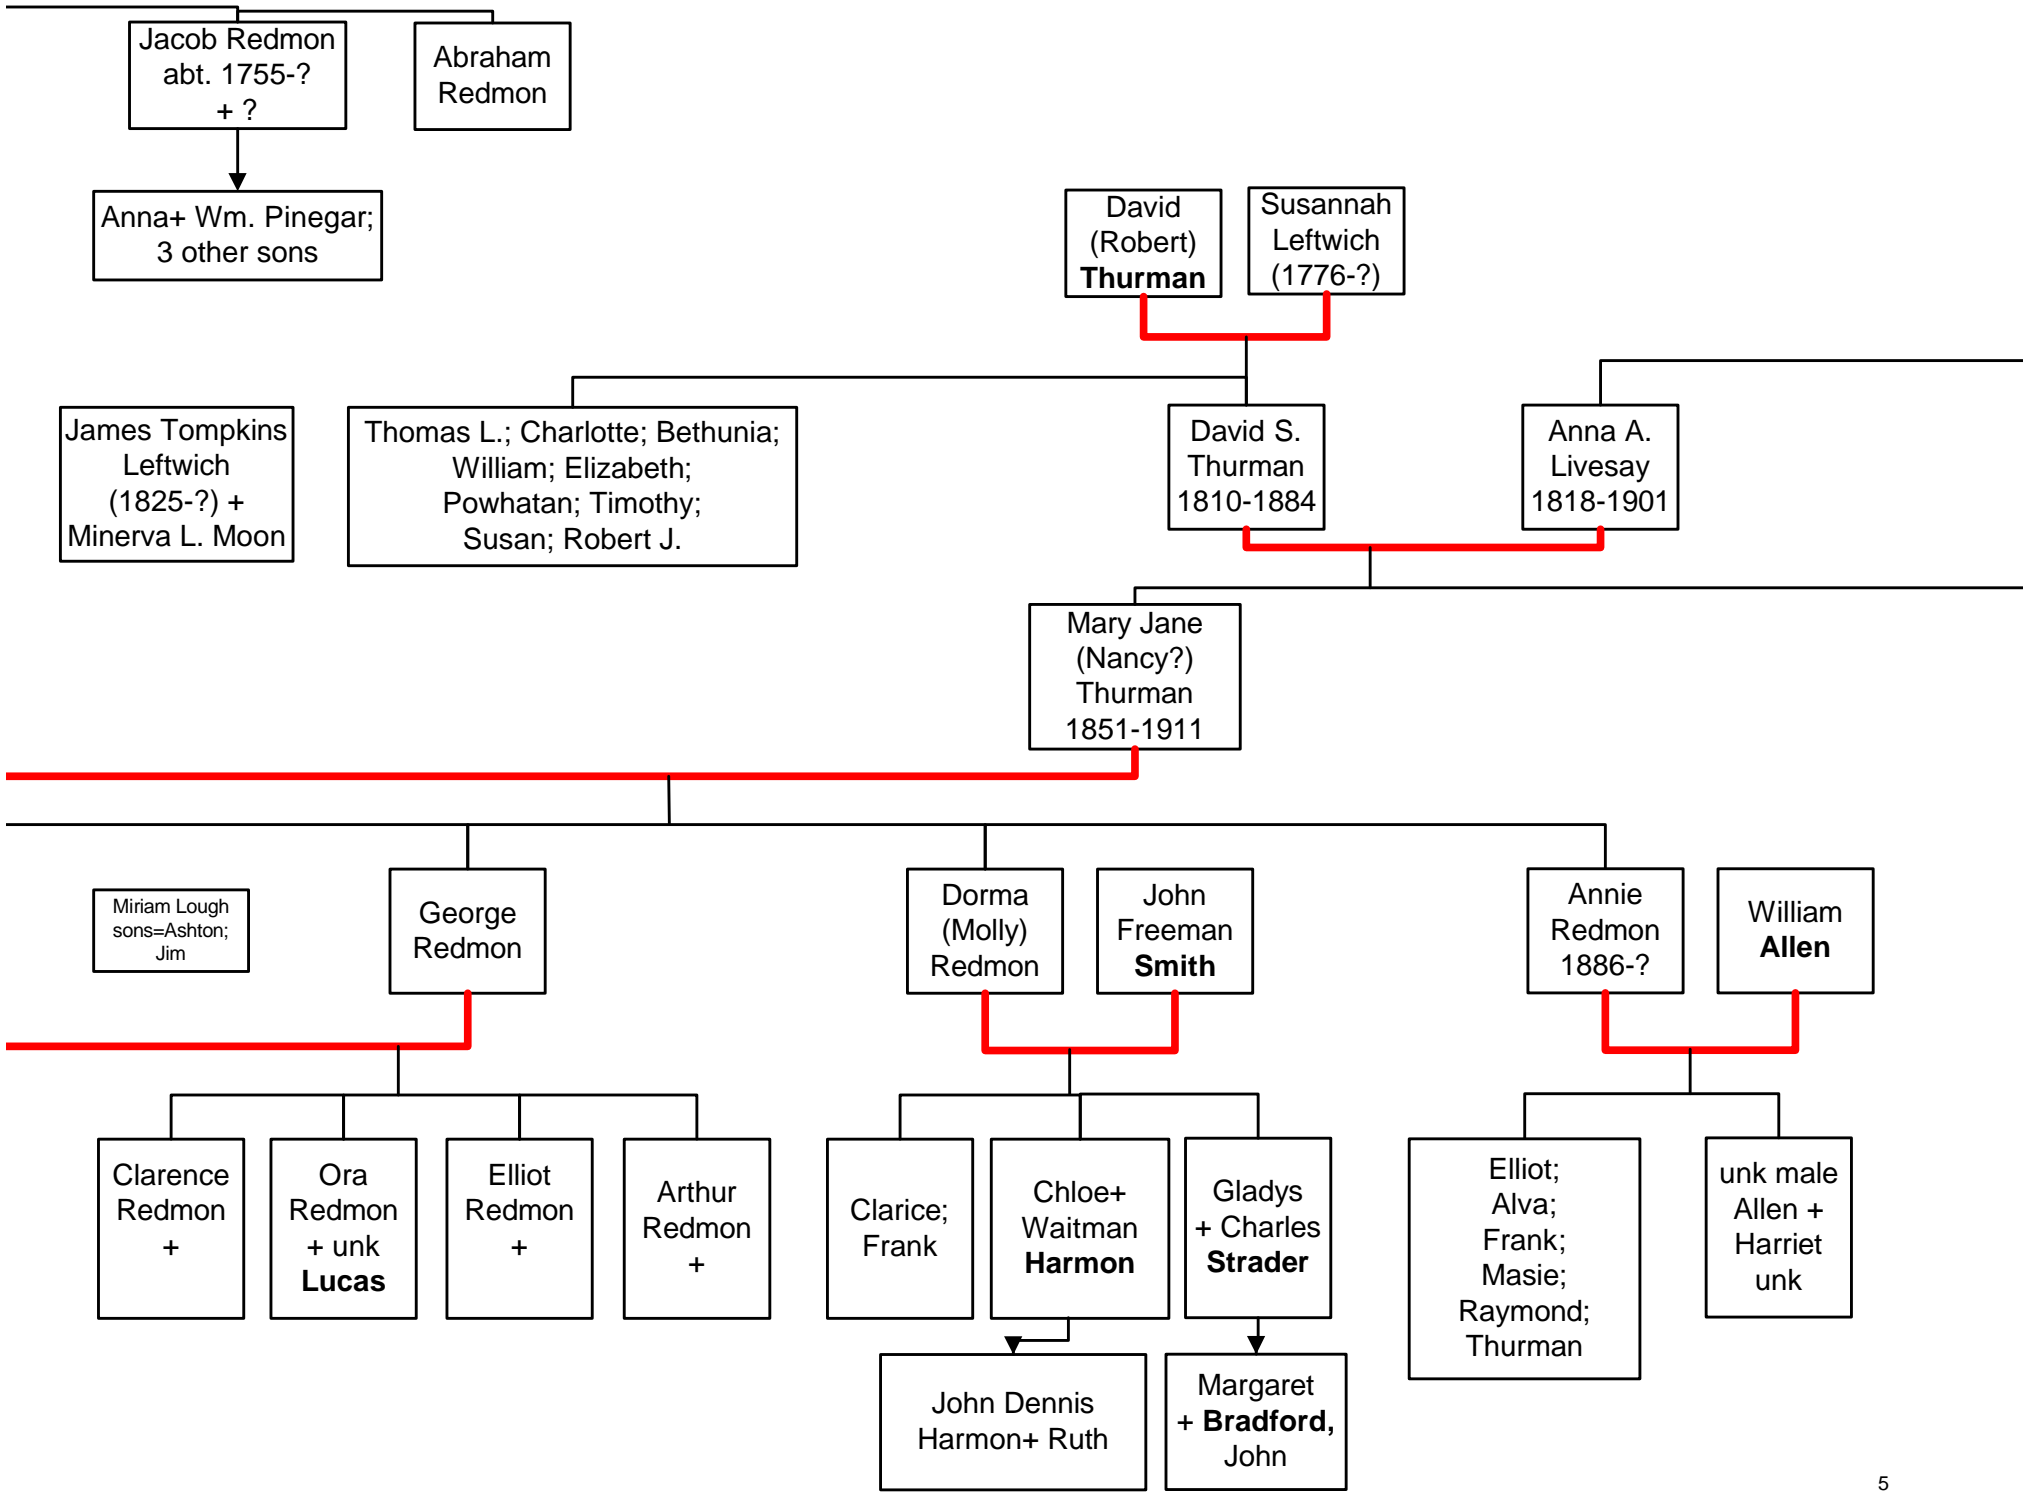 Jacob Redmon
abt. 1755-?
+ ?
Abraham
Redmon
Anna+ Wm. Pinegar;
3 other sons
David
(Robert)
Thurman
Susannah
Leftwich
(1776-?)
James Tompkins
Leftwich
(1825-?) +
Minerva L. Moon
Thomas L.; Charlotte; Bethunia;
William; Elizabeth;
Powhatan; Timothy;
Susan; Robert J.
David S.
Thurman
1810-1884
Anna A.
Livesay
1818-1901
Mary Jane
(Nancy?)
Thurman
1851-1911
Miriam Lough
sons=Ashton;
Jim
George
Redmon
Dorma
(Molly)
Redmon
John
Freeman
Smith
Annie
Redmon
1886-?
William
Allen
Clarence
Redmon
+
Ora
Redmon
+ unk
Lucas
Elliot
Redmon
+
Arthur
Redmon
+
Clarice;
Frank
Chloe+
Waitman
Harmon
Gladys
+ Charles
Strader
Elliot;
Alva;
Frank;
Masie;
Raymond;
Thurman
unk male
Allen +
Harriet
unk
John Dennis
Harmon+ Ruth
Margaret
+ Bradford,
John
5